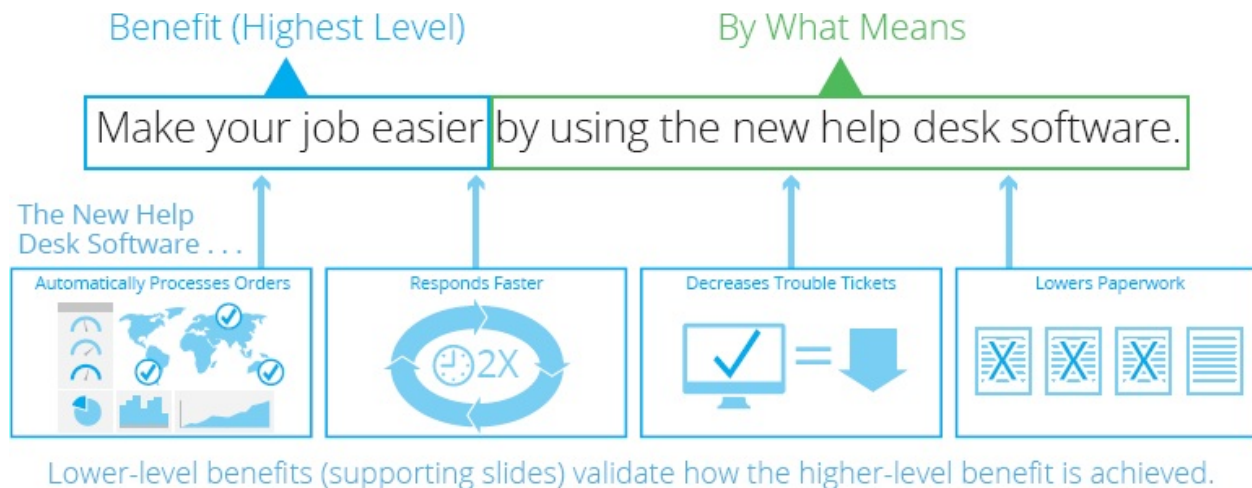 Benefit (Highest Level)
By What Means
Make your job easier by using the new help desk software.
The New Help
Desk Software . . .
Automatically Processes Orders
Responds Faster
Decreases Trouble Tickets
Lowers Paperwork
2X
=
X X X
Lower-level benefits (supporting slides) validate how the higher-level benefit is achieved.